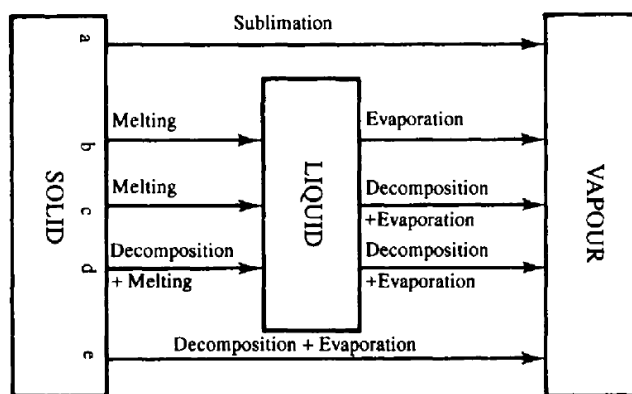 Sublimation
a
Melting
Evaporation
b
Melting
Decomposition
+Evaporation
c
Decomposition
+ Melting
Decomposition
+Evaporation
d
Decomposition + Evaporation
e
SOLID
LIQUID
VAPOUR